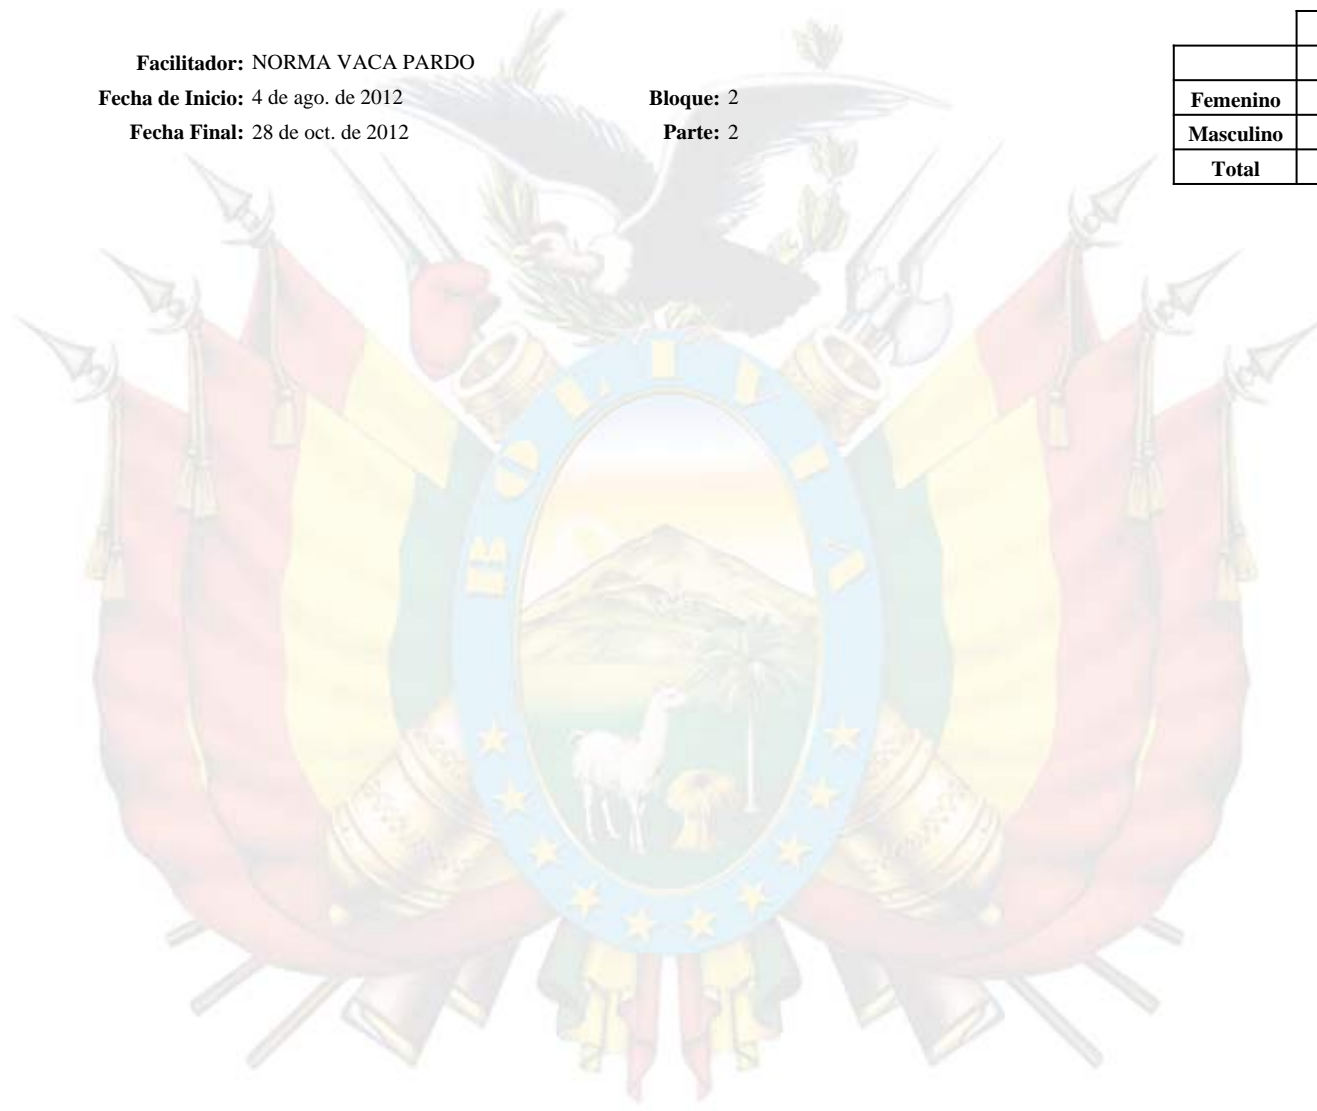 Facilitador: NORMA VACA PARDO
Fecha de Inicio: 4 de ago. de 2012 Bloque: 2
Femenino
Fecha Final: 28 de oct. de 2012 Parte: 2
Masculino
Total
BOLIVIA